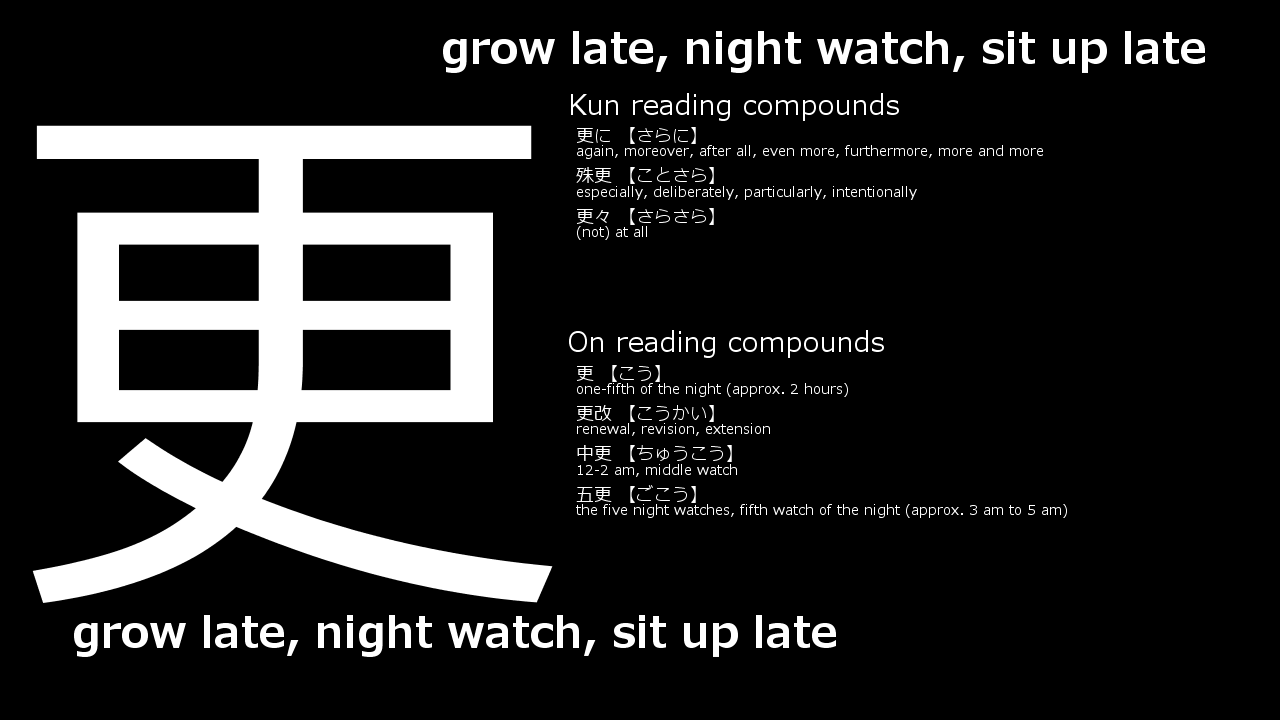 grow late, night watch, sit up late
更
Kun reading compounds
更に 【さらに】
again, moreover, after all, even more, furthermore, more and more
殊更 【ことさら】
especially, deliberately, particularly, intentionally
更々 【さらさら】
(not) at all
On reading compounds
更 【こう】
one-fifth of the night (approx. 2 hours)
更改 【こうかい】
renewal, revision, extension
中更 【ちゅうこう】
12-2 am, middle watch
五更 【ごこう】
the five night watches, fifth watch of the night (approx. 3 am to 5 am)
grow late, night watch, sit up late